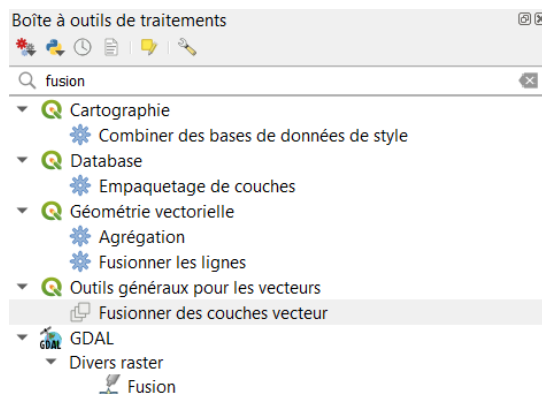 Boîte à outils de traitements
fusion
Cartographie
Combiner des bases de données de style
Database
Empaquetage de couches
Géométrie vectorielle
Agrégation
Fusionner les lignes
Outils généraux pour les vecteurs
Fusionner des couches vecteur
GDAL
GDAL
Divers raster
Fusion